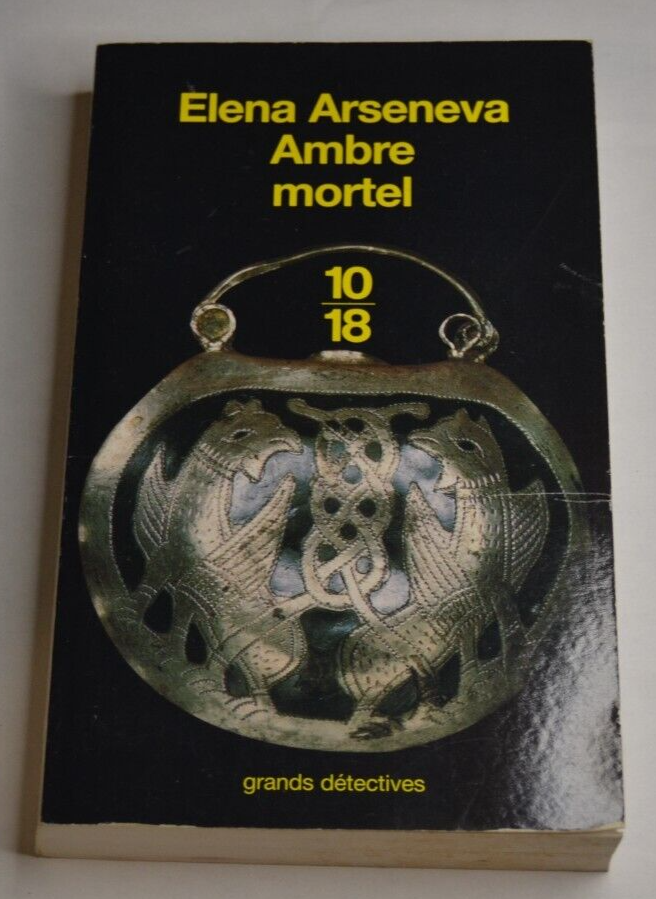 Elena Arseneva
Ambre
mortel
10
18
grands détectives